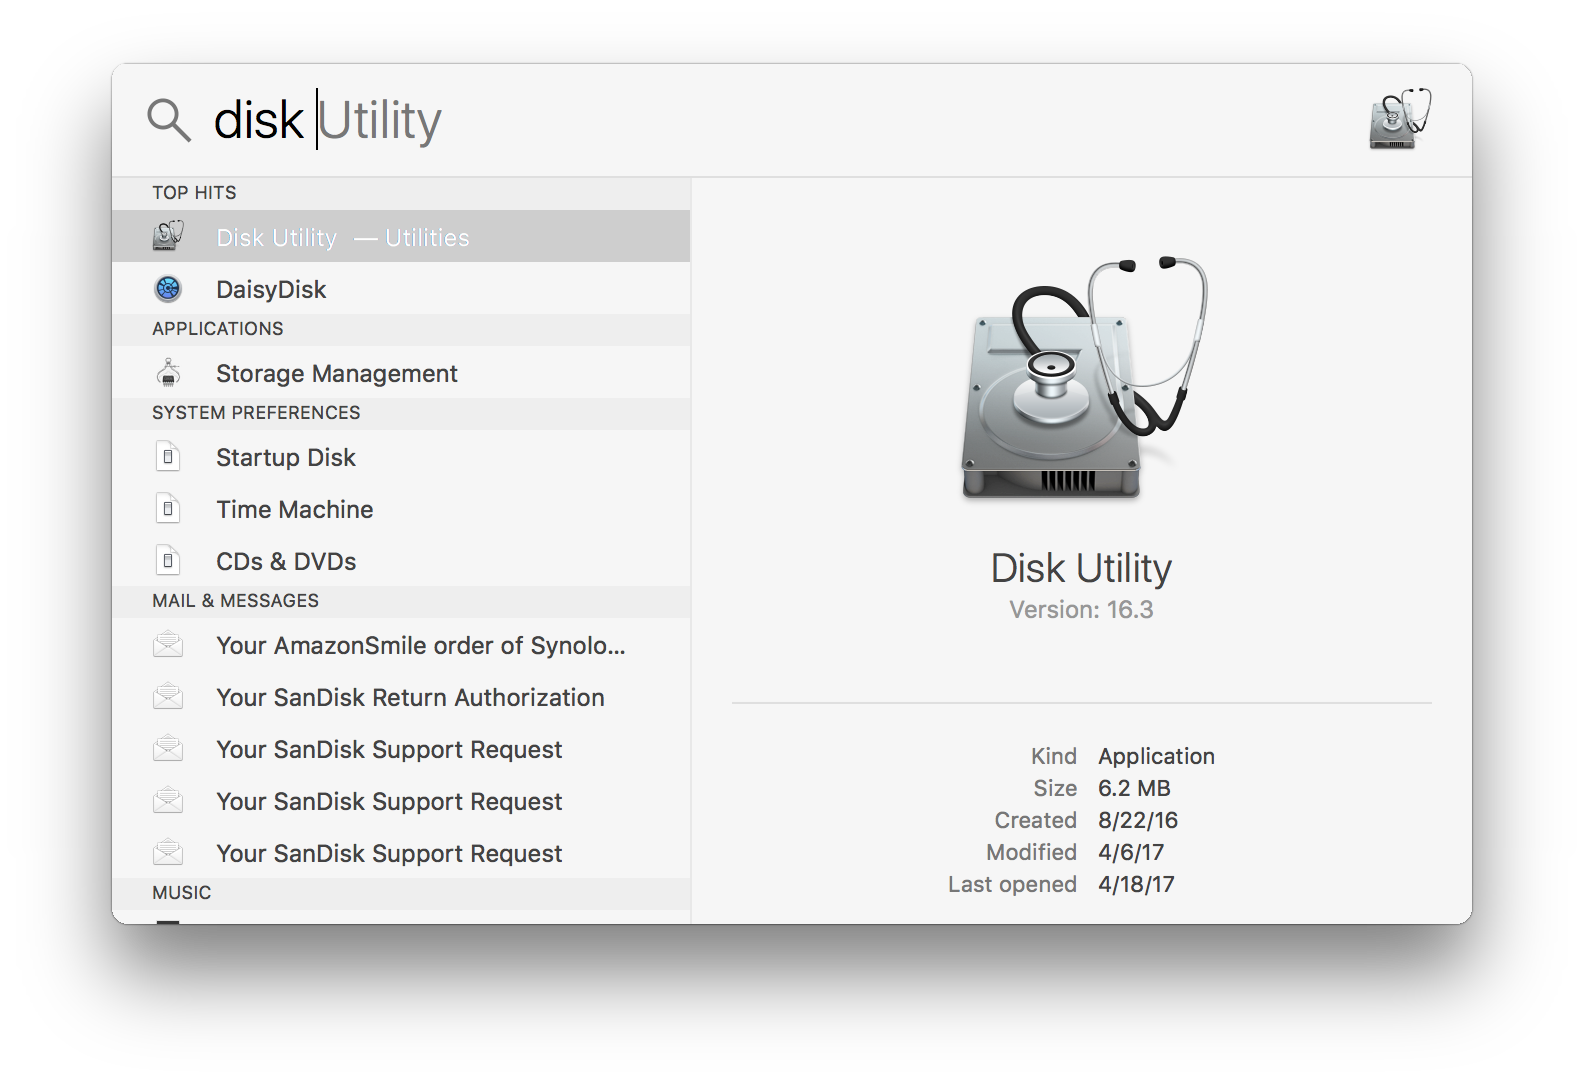 disk Utility
TOP HITS
Disk Utility — Utilities
DaisyDisk
APPLICATIONS
Storage Management
SYSTEM PREFERENCES
Startup Disk
Time Machine
CDs & DVDs
MAIL & MESSAGES
Your AmazonSmile order of Synolo...
Your SanDisk Return Authorization
Your SanDisk Support Request
Your SanDisk Support Request
Your SanDisk Support Request
MUSIC
Disk Utility
Version: 16.3
Kind Application
Size 6.2 MB
Created 8/22/16
Modified 4/6/17
Last opened 4/18/17